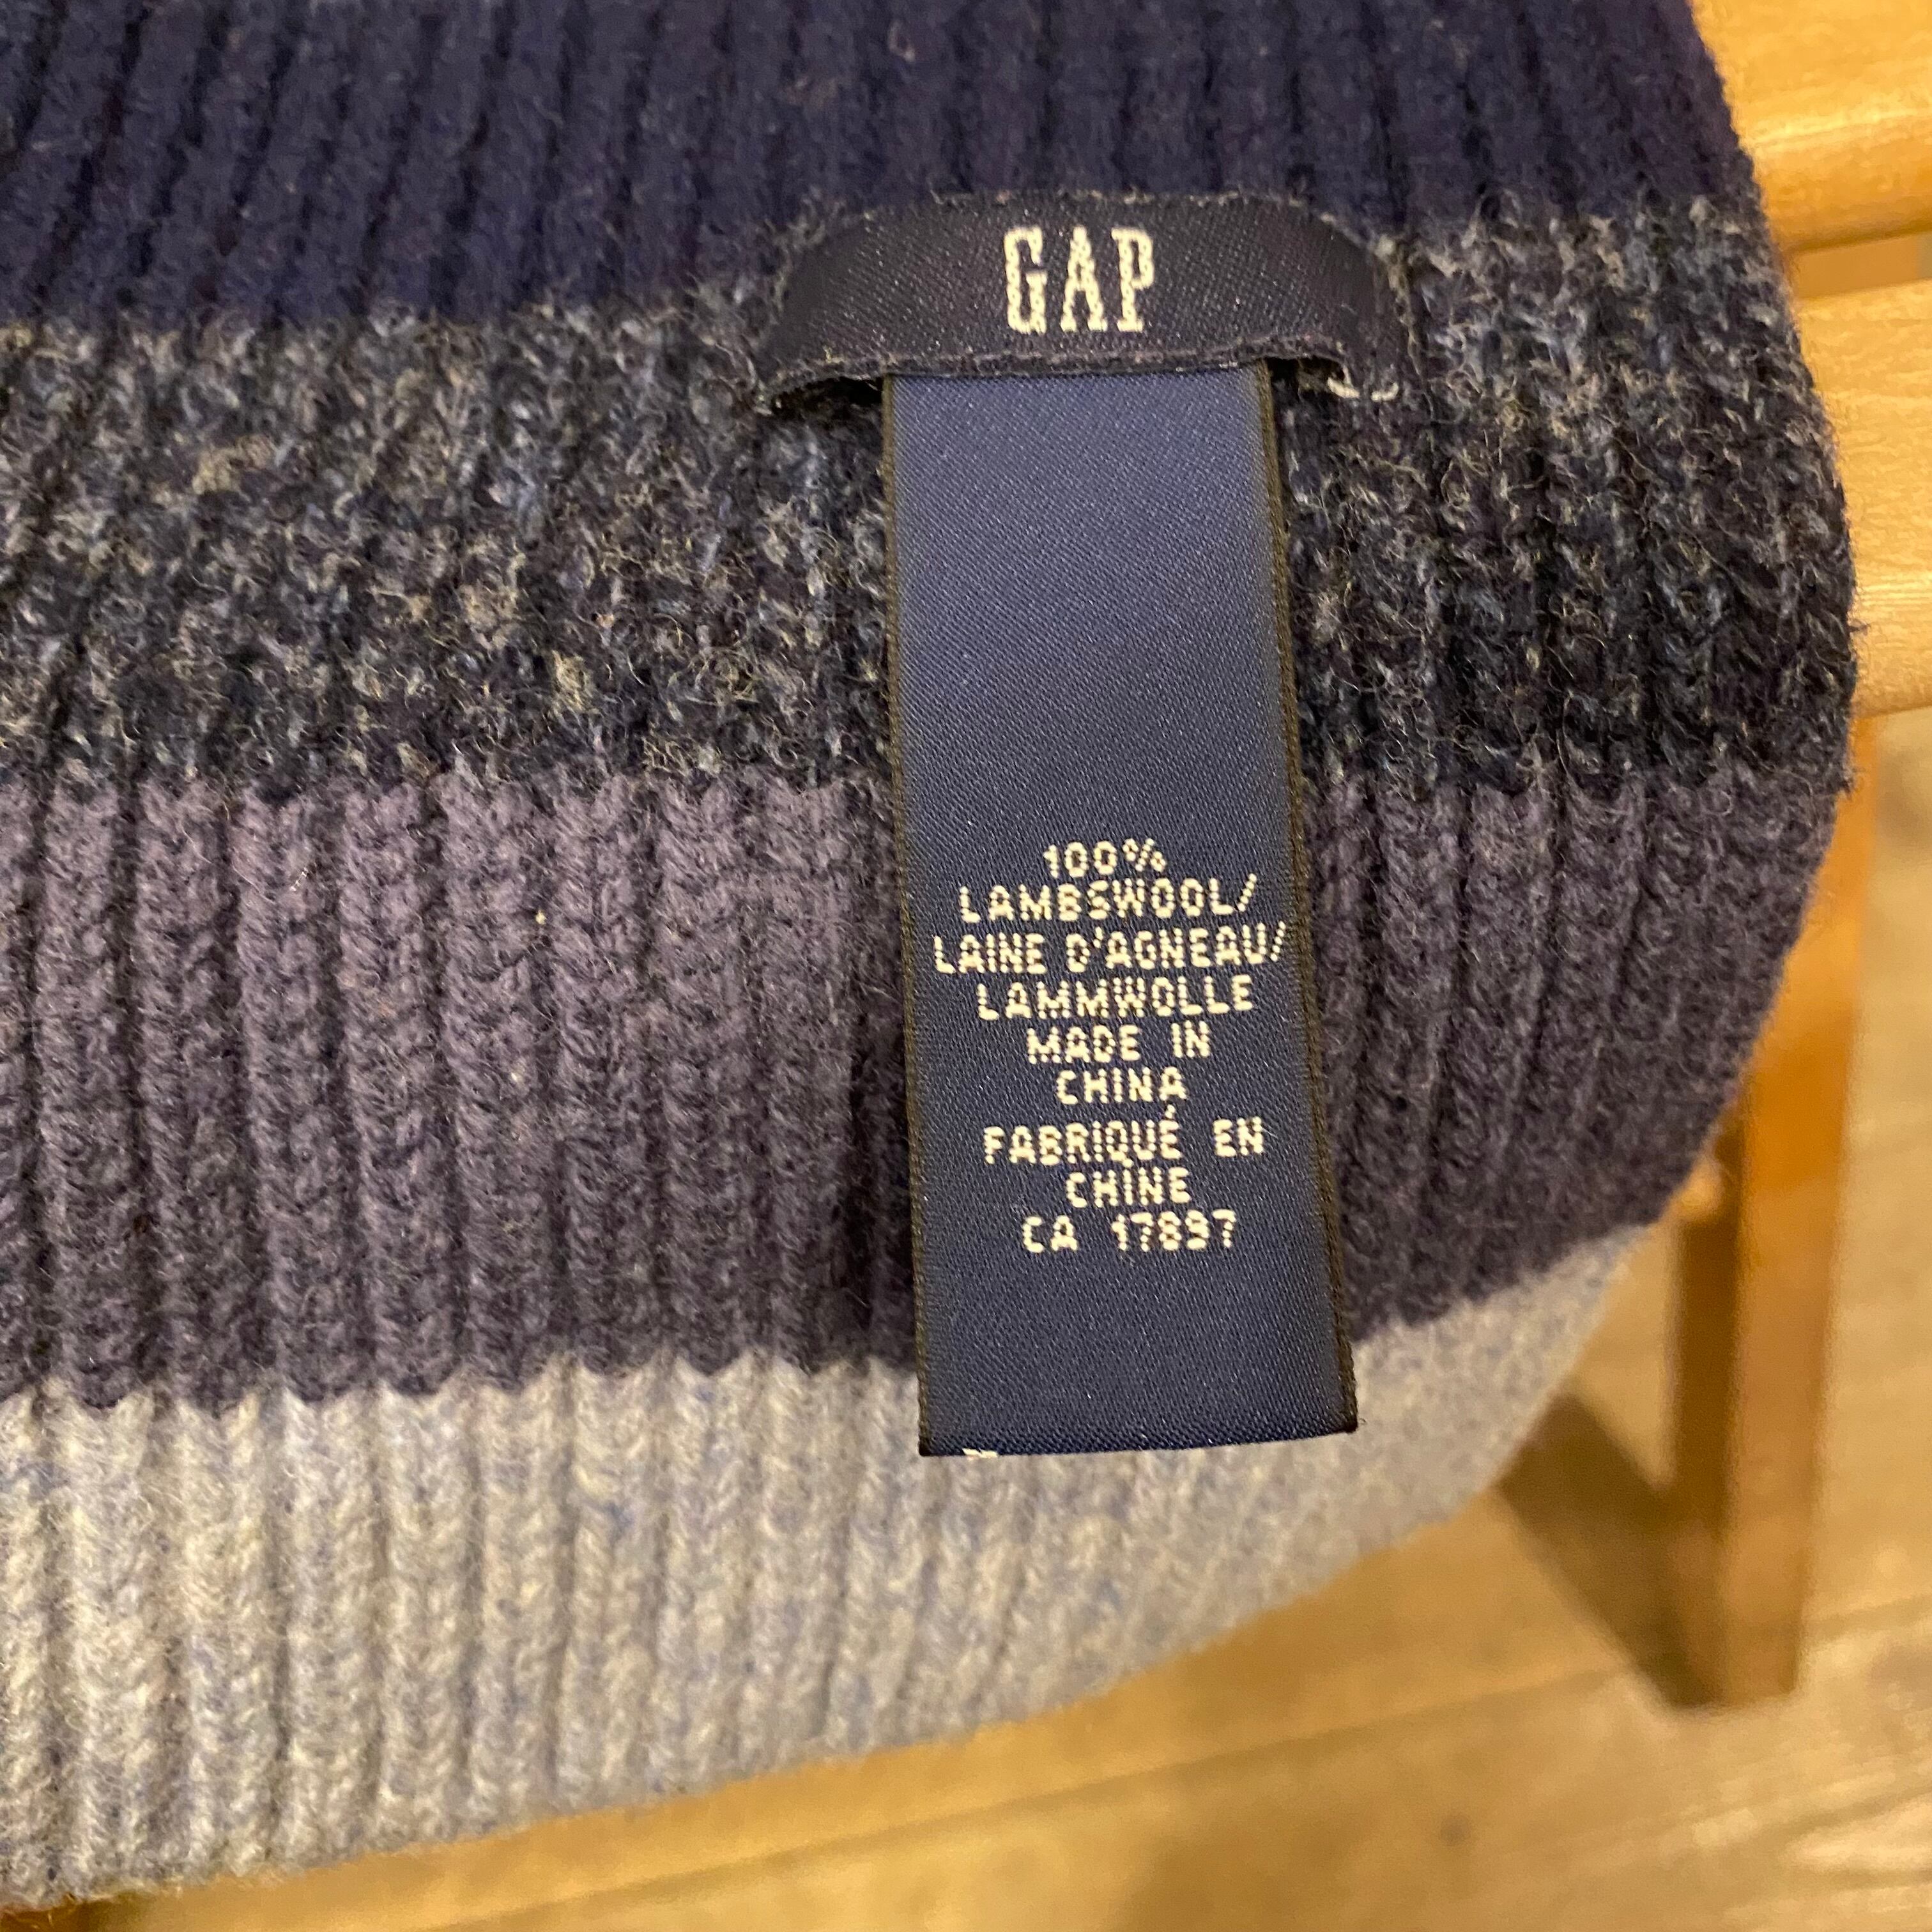 GAP
100%
LAMBSWOOL/
LAINE D'AGNEAU/
LAMMWOLLE
MADE IN
CHINA
FABRIQUÉ EN
CHINE
CA 17897